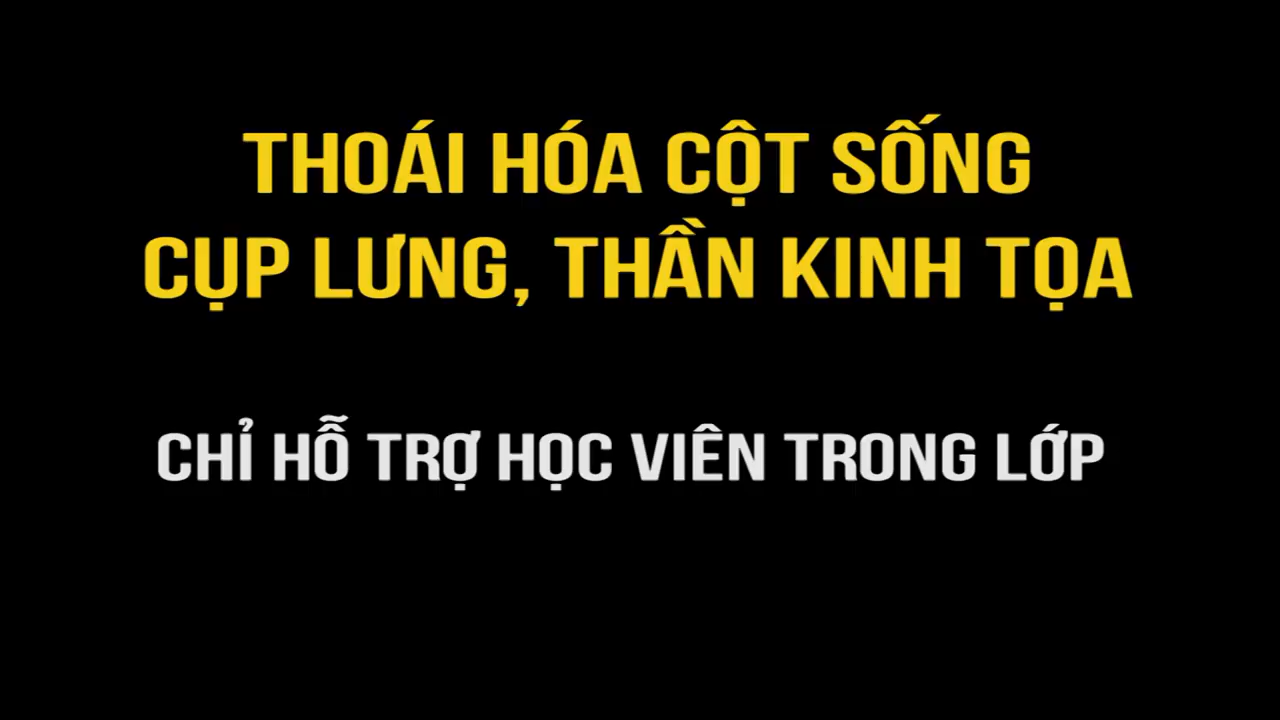 THOÁI HÓA CỘT SỐNG
CỤP LƯNG, THẦN KINH TỌA
CHỈ HỖ TRỢ HỌC VIÊN TRONG LỚP